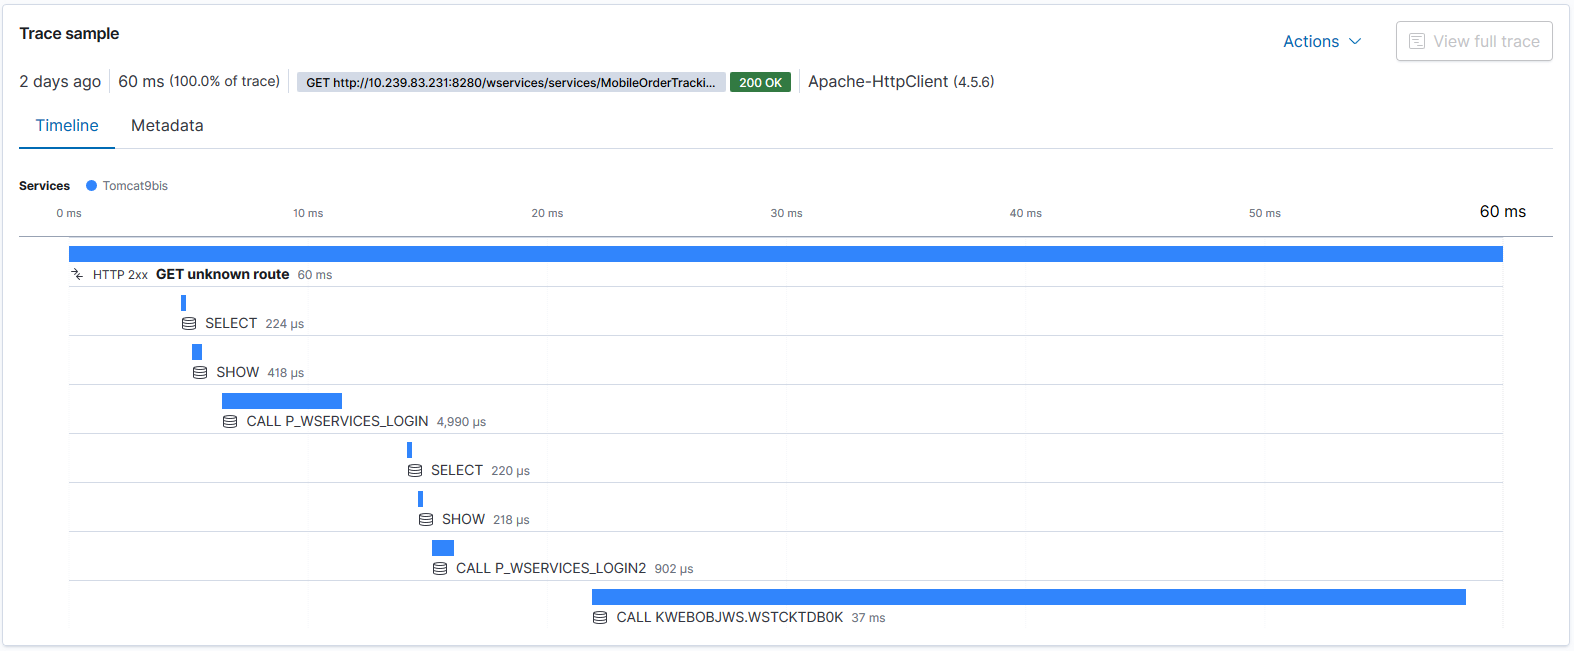 Trace sample
Actions
View full trace
2 days ago 60 ms (100.0% of trace) GET http://10.239.83.231:8280/wservices/services/MobileOrderTracki... 200 OK Apache-HttpClient (4.5.6)
Timeline Metadata
Services Tomcat9bis
0 ms 10 ms 20 ms 30 ms 40 ms 50 ms 60 ms
HTTP 2xx GET unknown route 60 ms
SELECT 224 μs
SHOW 418 μs
CALL P_WSERVICES_LOGIN 4,990 μs
SELECT 220 μs
SHOW 218 μs
CALL P_WSERVICES_LOGIN2 902 μs
CALL KWEBOBJWS.WSTCKTDB0K 37 ms